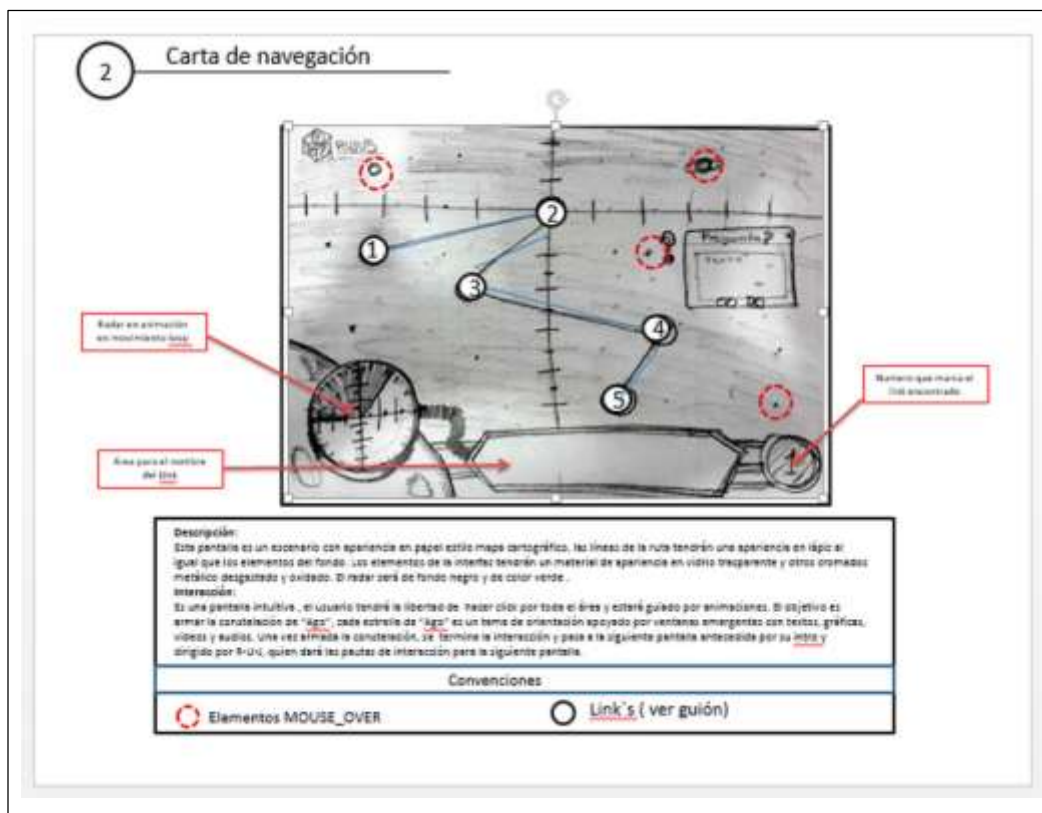 2
Carta de navegación
2
1
Pregunta?
Texto
3
4
5
Radar en animación
en movimiento loop
Numero que marca el
link encontrado
Area para el nombre
del link
1
Descripción:
Esta pantalla es un escenario con apariencia en papel estilo mapa cartográfico, las líneas de la ruta tendrán una apariencia en lápiz al
igual que los elementos del fondo. Los elementos de la interfaz tendrán un material de apariencia en vidrio trasparente y otros cromados
metálico desgastado y oxidado. El radar será de fondo negro y de color verde .
Interacción:
Es una pantalla intuitiva , el usuario tendrá la libertad de hacer click por toda el área y estará guiado por animaciones. El objetivo es
armar la constelación de "Ago", cada estrella de "Ago" es un tema de orientación apoyado por ventanas emergentes con textos, gráficas,
videos y audios. Una vez armada la constelación, se termina la interacción y pasa a la siguiente pantalla antecedida por su intro y
dirigido por R-U-J, quien dará las pautas de interacción para la siguiente pantalla.
Convenciones
Elementos MOUSE_OVER
Link´s ( ver guión)